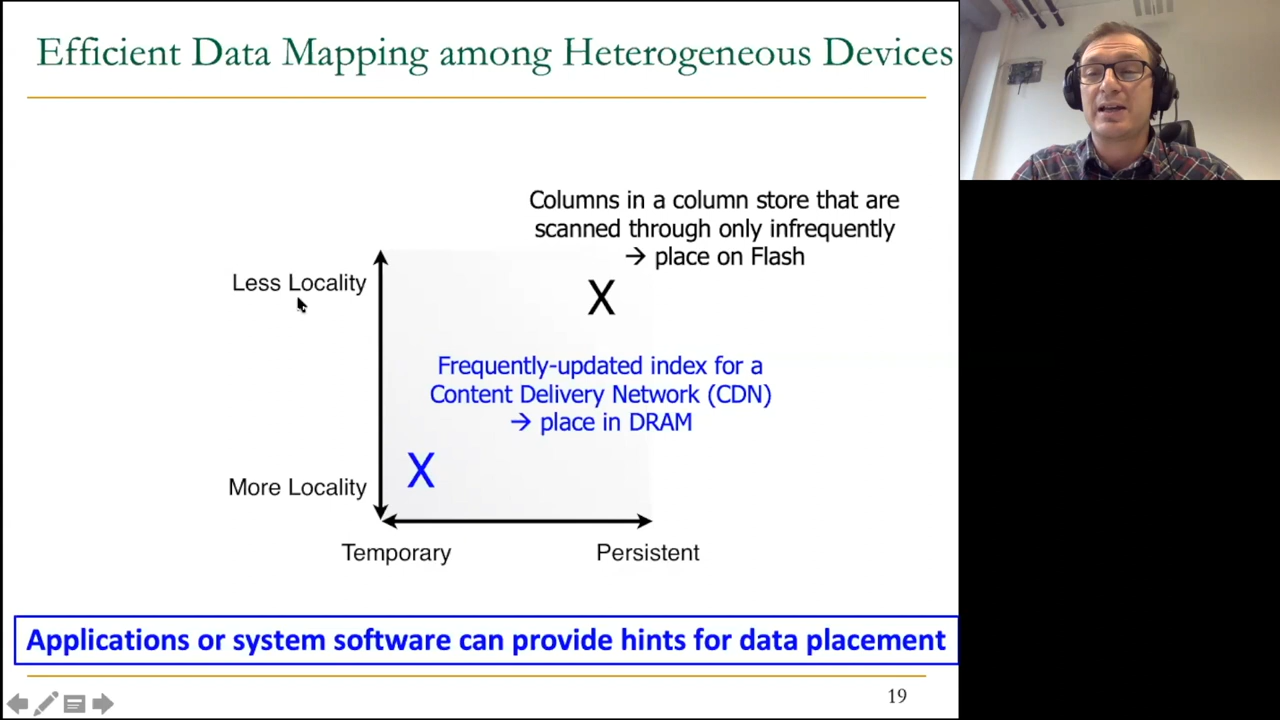 Efficient Data Mapping among Heterogeneous Devices
Columns in a column store that are
scanned through only infrequently
→ place on Flash
Less Locality
X
Frequently-updated index for a
Content Delivery Network (CDN)
→ place in DRAM
X
More Locality
Temporary
Persistent
Applications or system software can provide hints for data placement
19